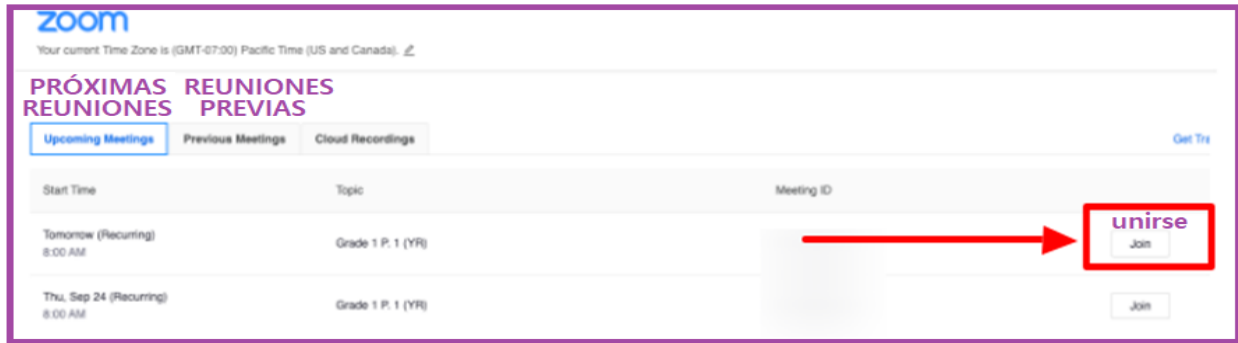 zoom
Your current Time Zone is (GMT-07:00) Pacific Time (US and Canada).
PRÓXIMAS REUNIONES
REUNIONES PREVIAS
Upcoming Meetings Previous Meetings Cloud Recordings Get Tra
Start Time Topic Meeting ID
unirse
Tomorrow (Recurring)
8:00 AM Grade 1 P. 1 (YR) Join
Thu, Sep 24 (Recurring)
8:00 AM Grade 1 P. 1 (YR) Join